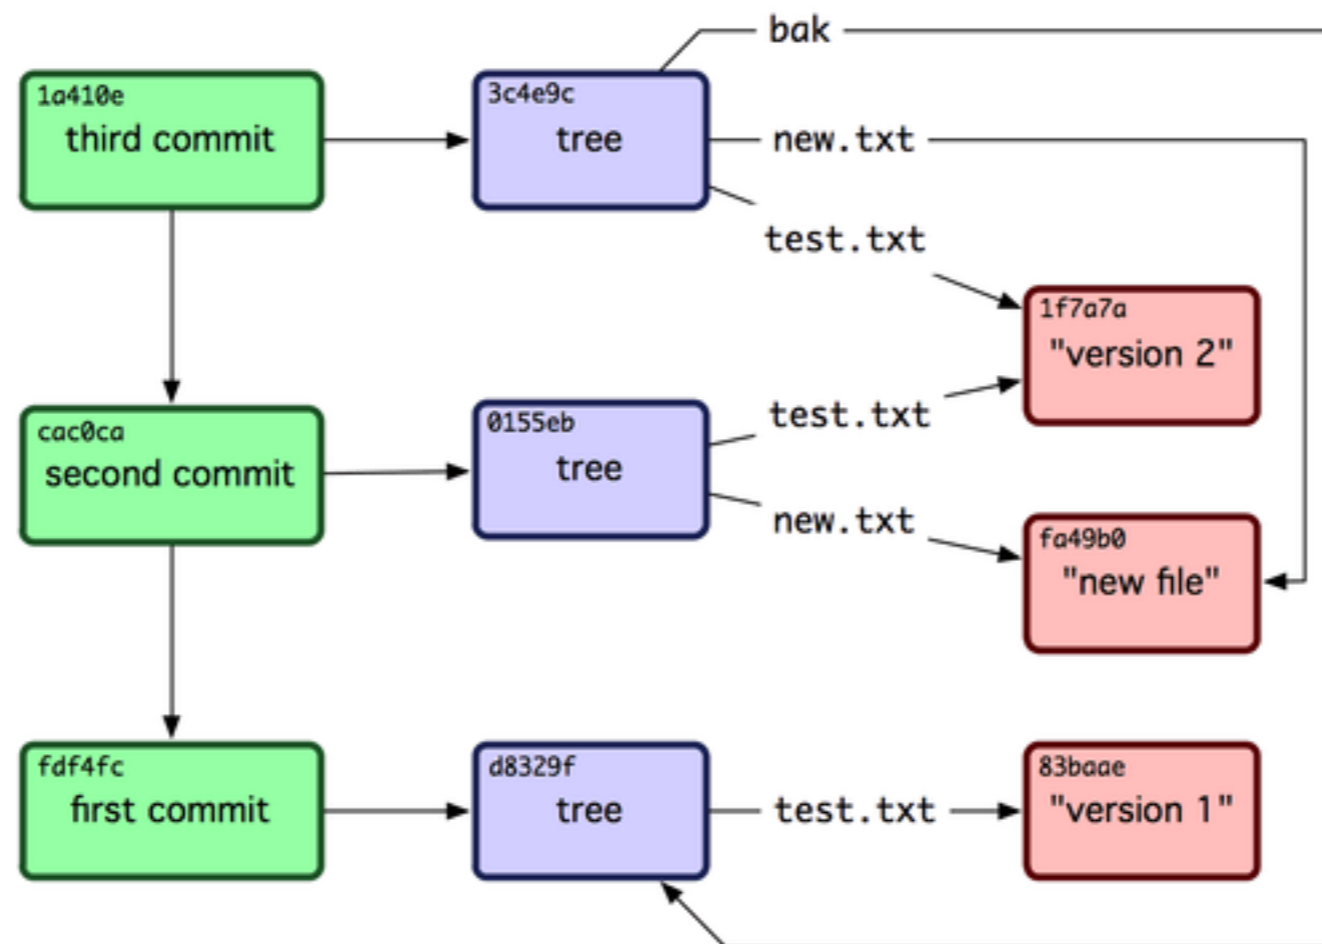 bak
1a410e
third commit
3c4e9c
tree
new.txt
test.txt
1f7a7a
"version 2"
cac0ca
second commit
0155eb
tree
test.txt
new.txt
fa49b0
"new file"
fdf4fc
first commit
d8329f
tree
test.txt
83baae
"version 1"